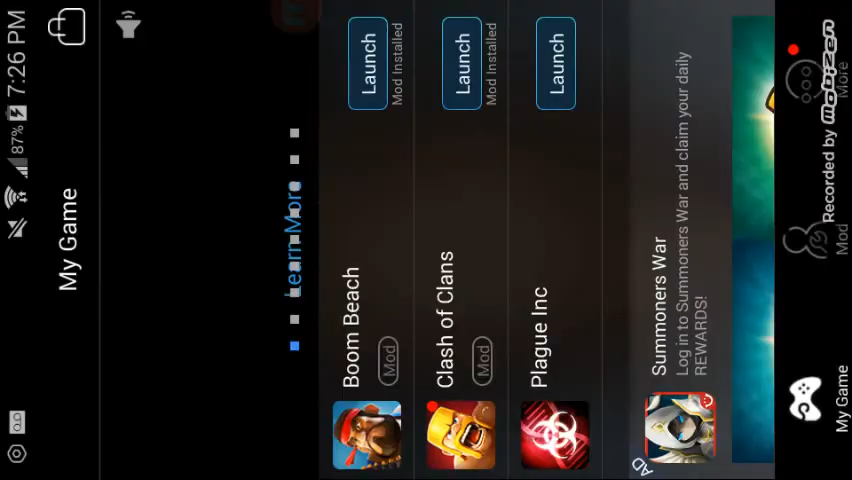 87% 7:26 PM
My Game
Learn More
Boom Beach
Mod
Launch
Mod Installed
Clash of Clans
Mod
Launch
Mod Installed
Plague Inc
Launch
AD
Summoners War
Log in to Summoners War and claim your daily
REWARDS!
My Game
Mod
More
Recorded by mobizen